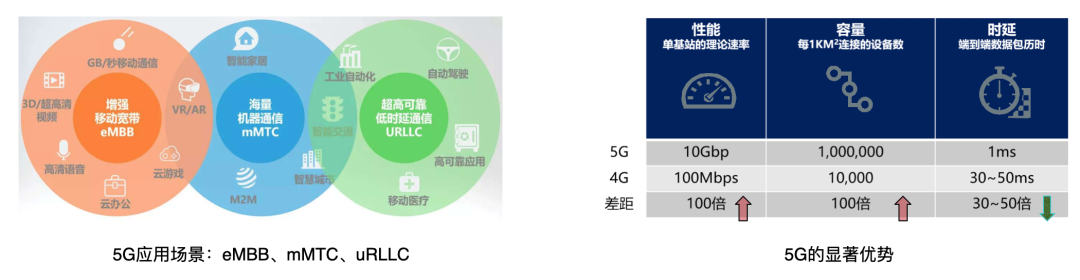 GB/秒移动通信
3D/超高清
视频
增强
移动宽带
eMBB
VR/AR
高清语音
云游戏
云办公
智能家居
海量
机器通信
mMTC
M2M
工业自动化
智能交通
智慧城市
自动驾驶
超高可靠
低时延通信
URLLC
高可靠应用
移动医疗
5G应用场景：eMBB、mMTC、uRLLC
性能 容量 时延
单基站的理论速率 每1KM²连接的设备数 端到端数据包历时
5G 10Gbp 1,000,000 1ms
4G 100Mbps 10,000 30~50ms
差距 100倍 100倍 30~50倍
5G的显著优势